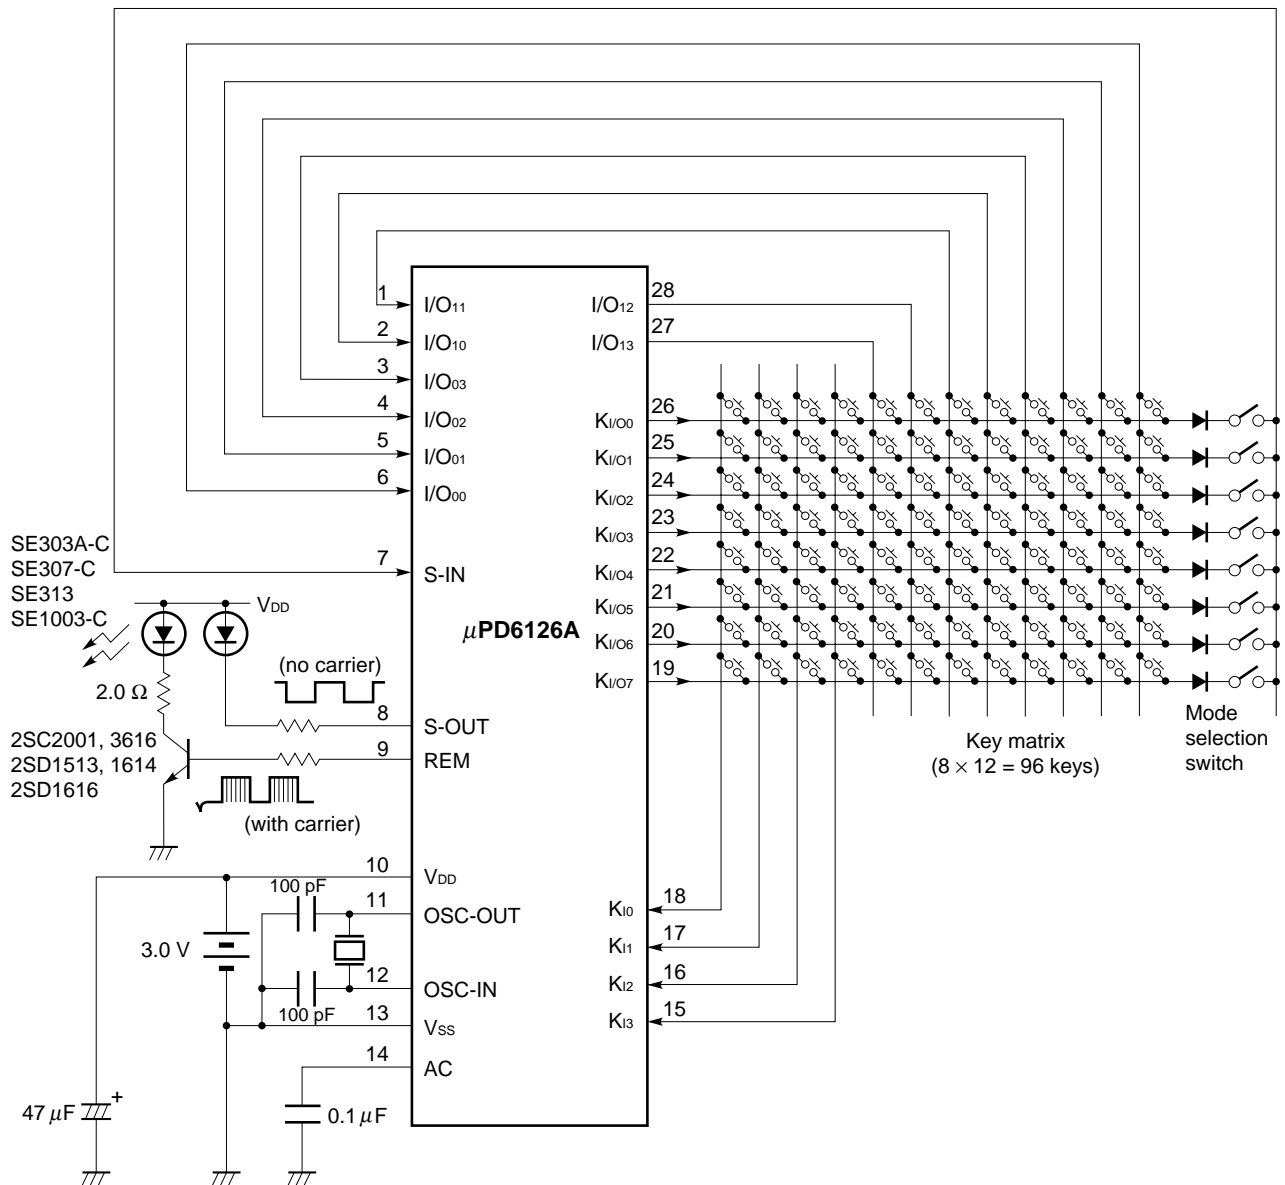 1
I/O11
2
I/O10
3
I/O03
4
I/O02
5
I/O01
6
I/O00
7
S-IN
8
S-OUT
9
REM
10
VDD
11
OSC-OUT
12
OSC-IN
13
VSS
14
AC
μPD6126A
28
I/O12
27
I/O13
26
KI/O0
25
KI/O1
24
KI/O2
23
KI/O3
22
KI/O4
21
KI/O5
20
KI/O6
19
KI/O7
18
KI0
17
KI1
16
KI2
15
KI3
SE303A-C
SE307-C
SE313
SE1003-C
VDD
(no carrier)
2.0 Ω
2SC2001, 3616
2SD1513, 1614
2SD1616
(with carrier)
100 pF
3.0 V
100 pF
+
47 μF
0.1 μF
Key matrix
(8 × 12 = 96 keys)
Mode
selection
switch